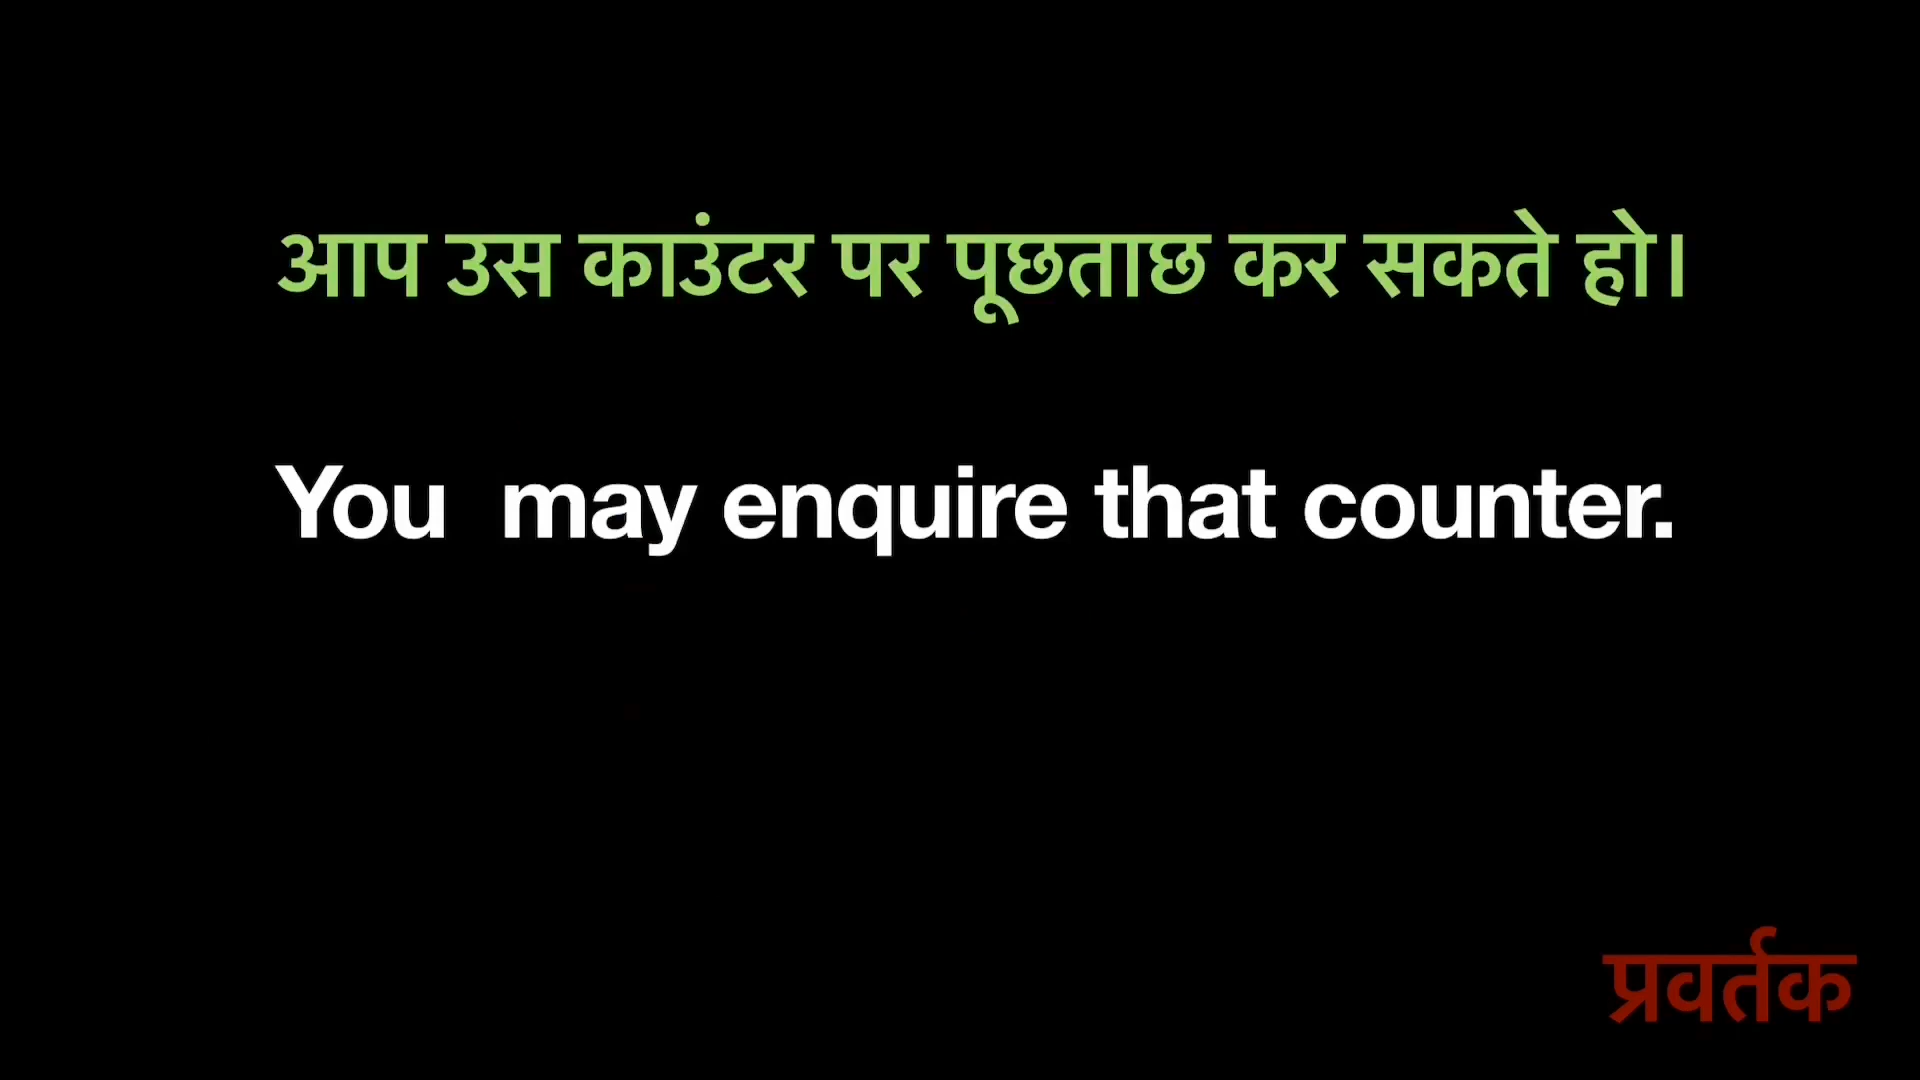 आप उस काउंटर पर पूछताछ कर सकते हो।
You may enquire that counter.
प्रवर्तक